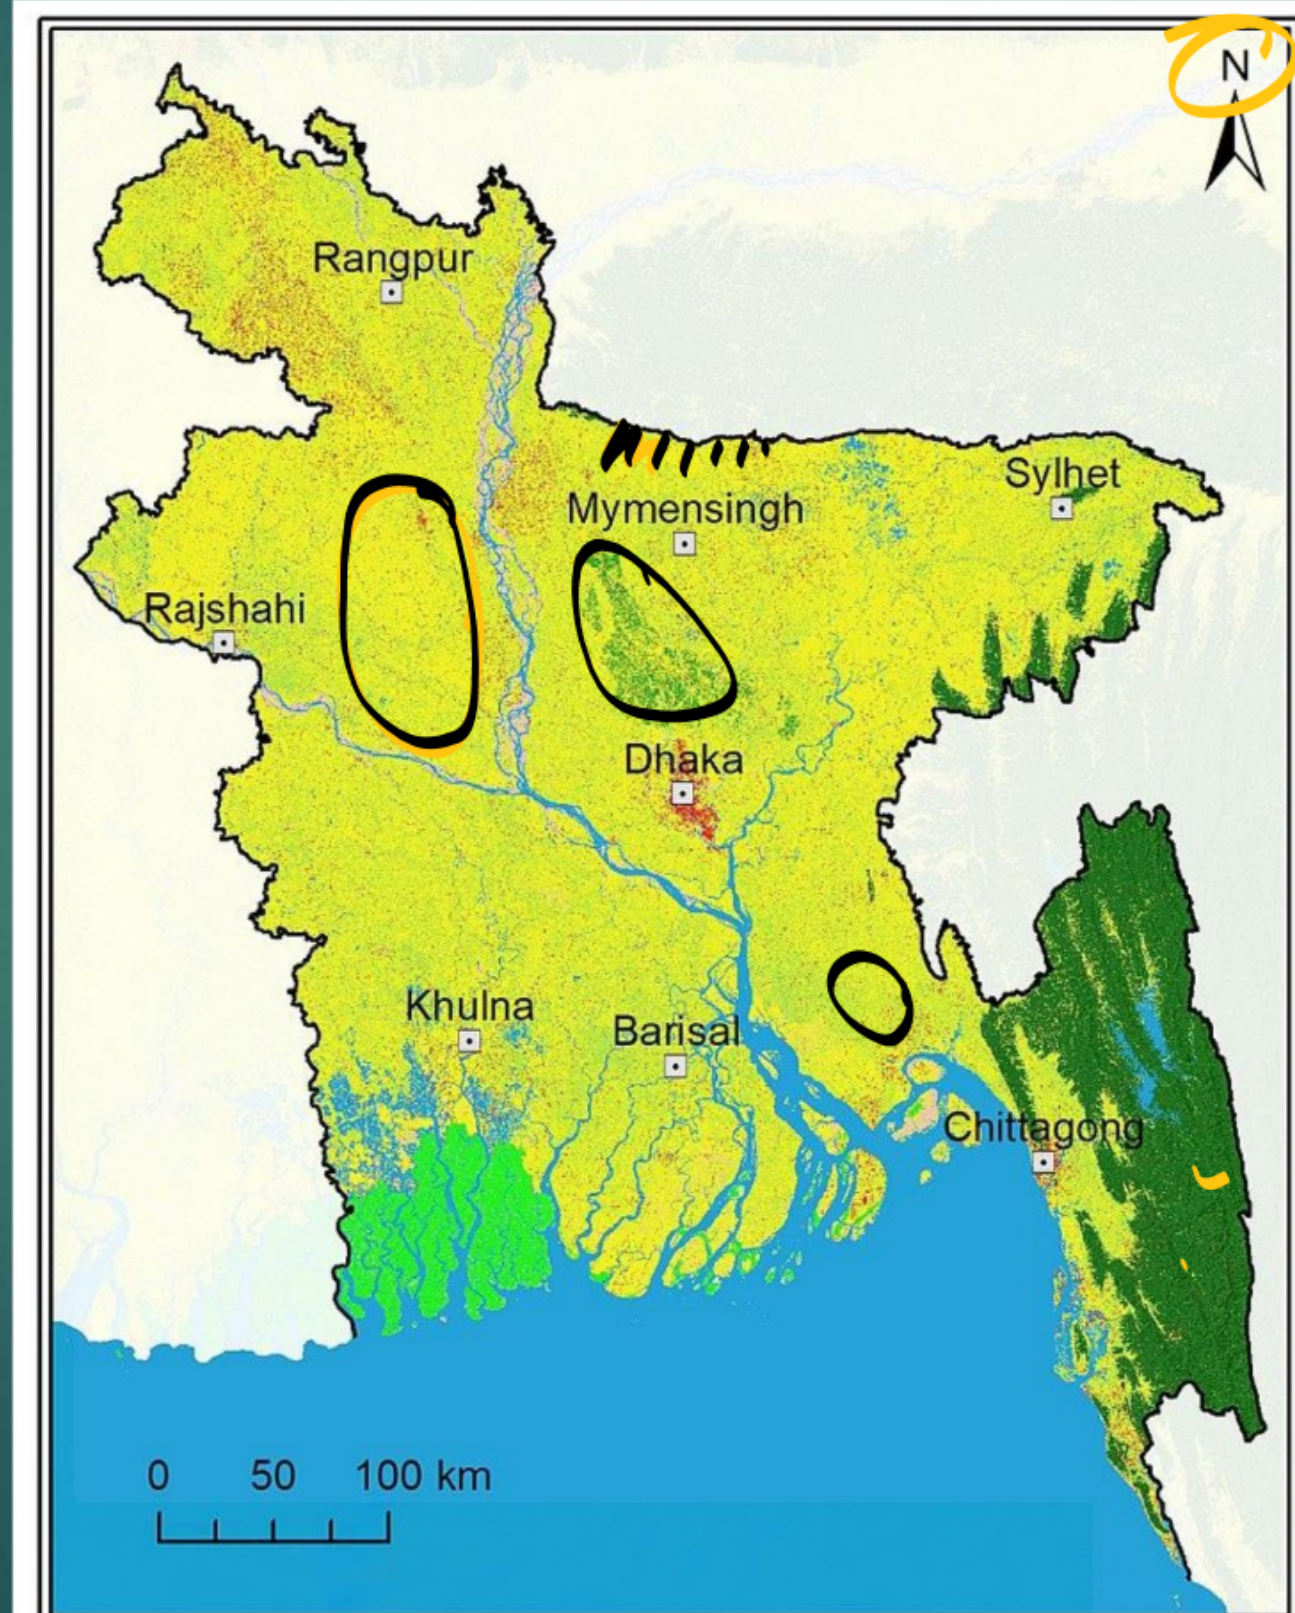 N
Rangpur
Sylhet
Mymensingh
Rajshahi
Dhaka
Khulna
Barisal
Chittagong
0 50 100 km